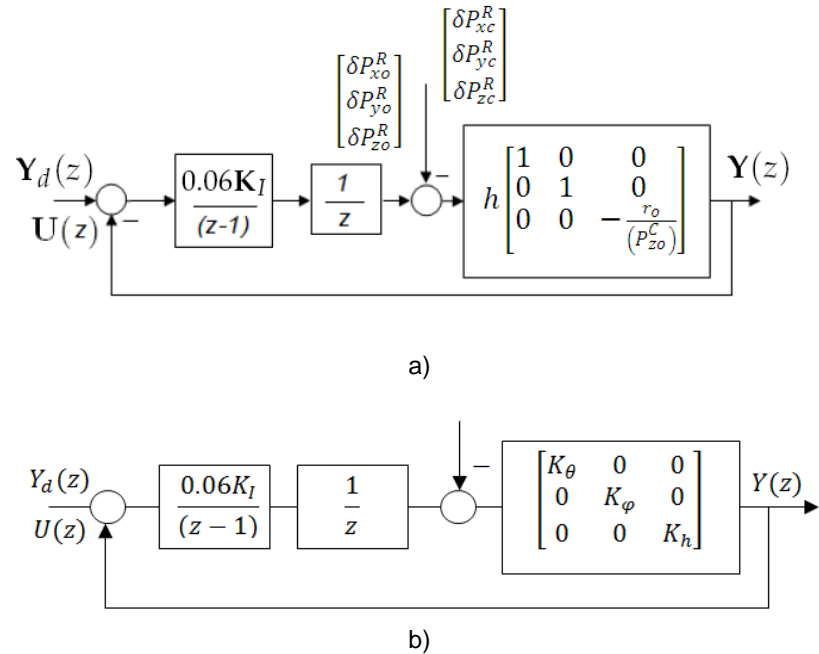 [δP^R_xc
δP^R_yc
δP^R_zc]
[δP^R_xo
δP^R_yo
δP^R_zo]
Y_d(z)
U(z)
−
0.06K_I
(z-1)
1
z
−
h [1 0 0
0 1 0
0 0 − r_o/(P^C_zo)]
Y(z)
a)
Y_d(z)
U(z)
0.06K_I
(z − 1)
1
z
−
[K_θ 0 0
0 K_φ 0
0 0 K_h]
Y(z)
b)